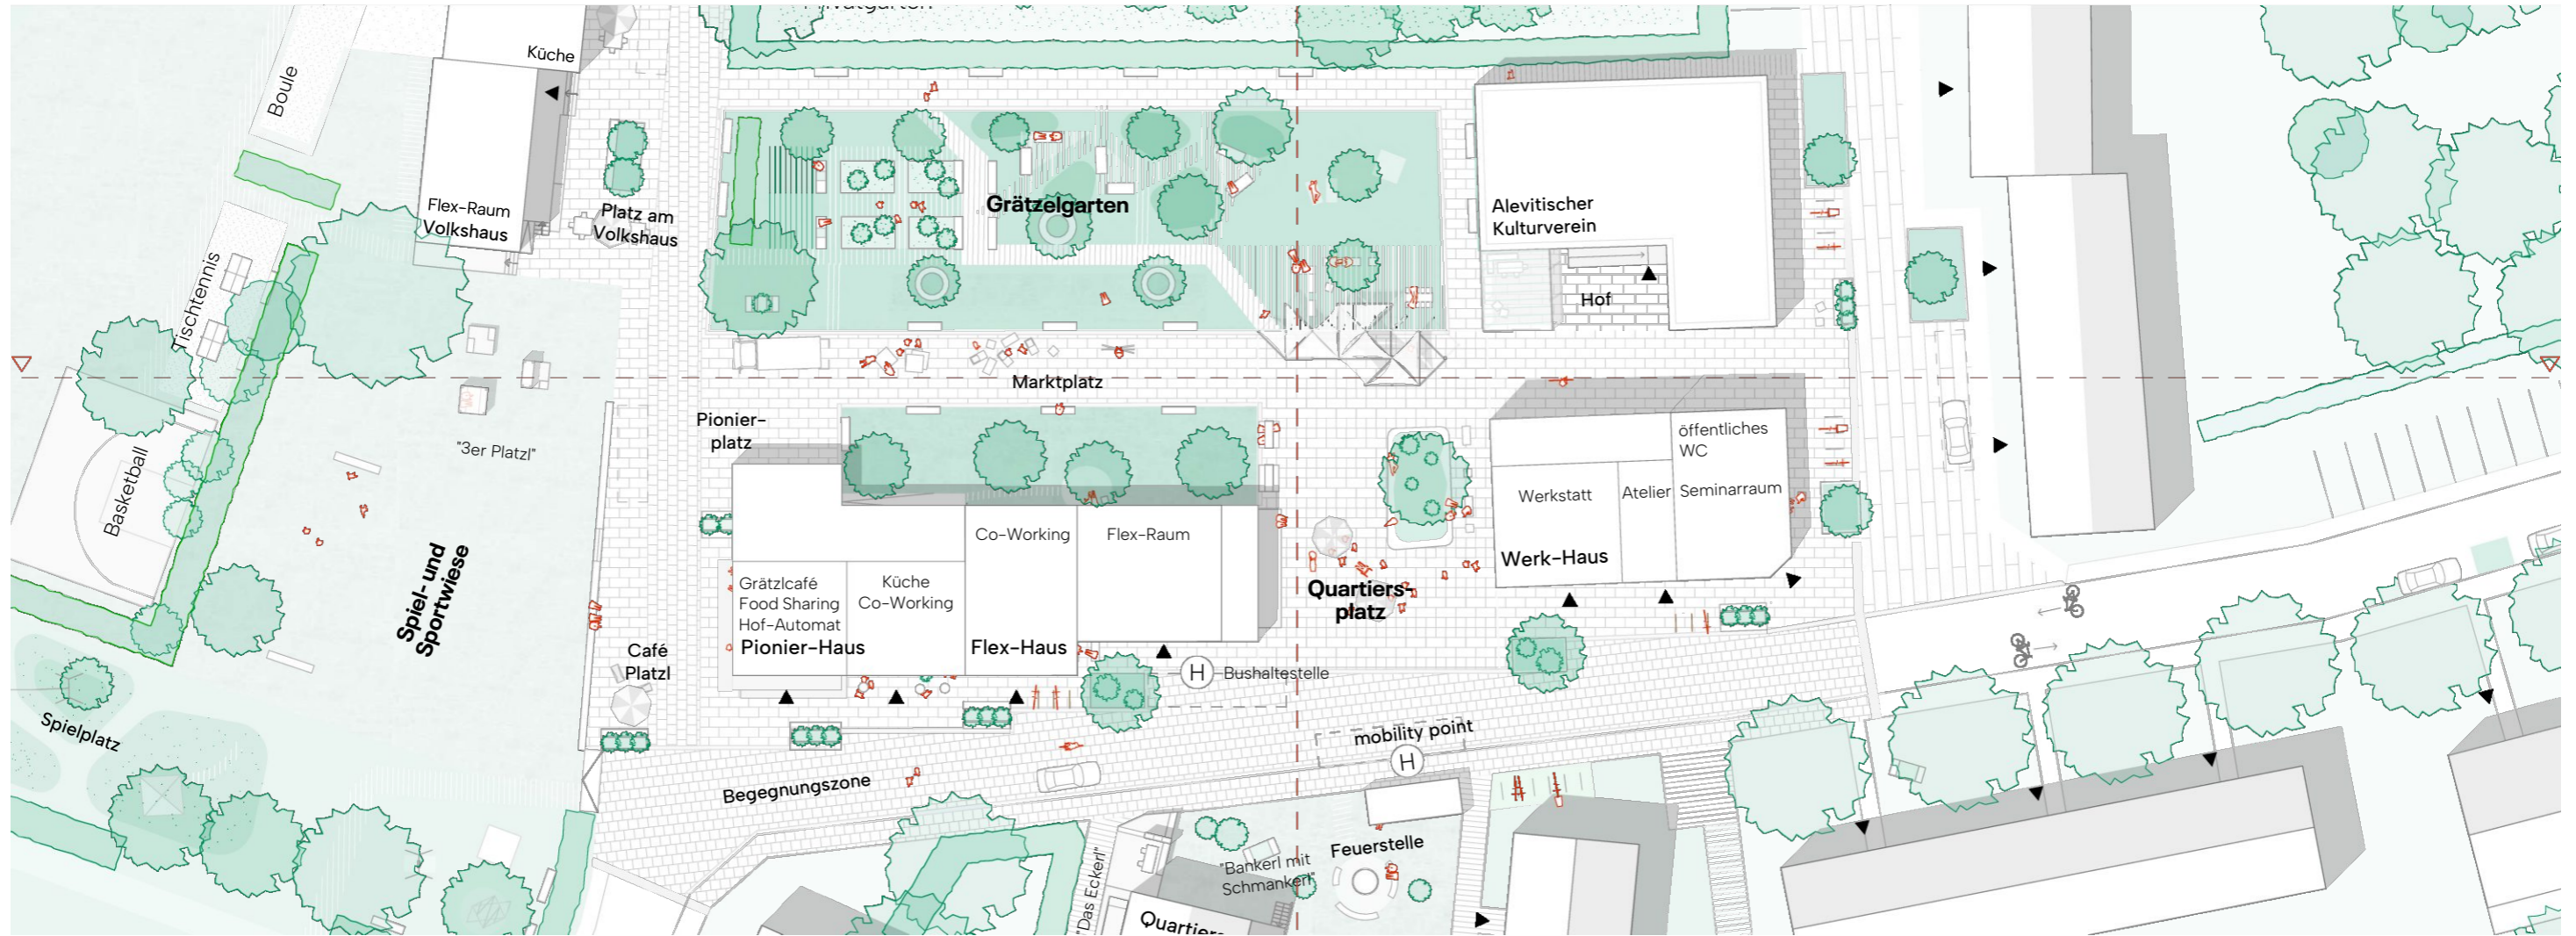 Privatgarten
Küche
Boule
Flex-Raum
Volkshaus
Platz am
Volkshaus
Grätzelgarten
Alevitischer
Kulturverein
Hof
Tischtennis
Marktplatz
Pionier-
platz
"3er Platzl"
Basketball
öffentliches
WC
Werkstatt
Atelier
Seminarraum
Werk-Haus
Co-Working
Flex-Raum
Spiel- und
Sportwiese
Grätzlcafé
Food Sharing
Hof-Automat
Pionier-Haus
Küche
Co-Working
Flex-Haus
Quartiers-
platz
Café
Platzl
H
Bushaltestelle
Spielplatz
mobility point
H
Begegnungszone
Feuerstelle
"Bankerl mit
Schmankerl"
"Das Eckerl"
Quartiers